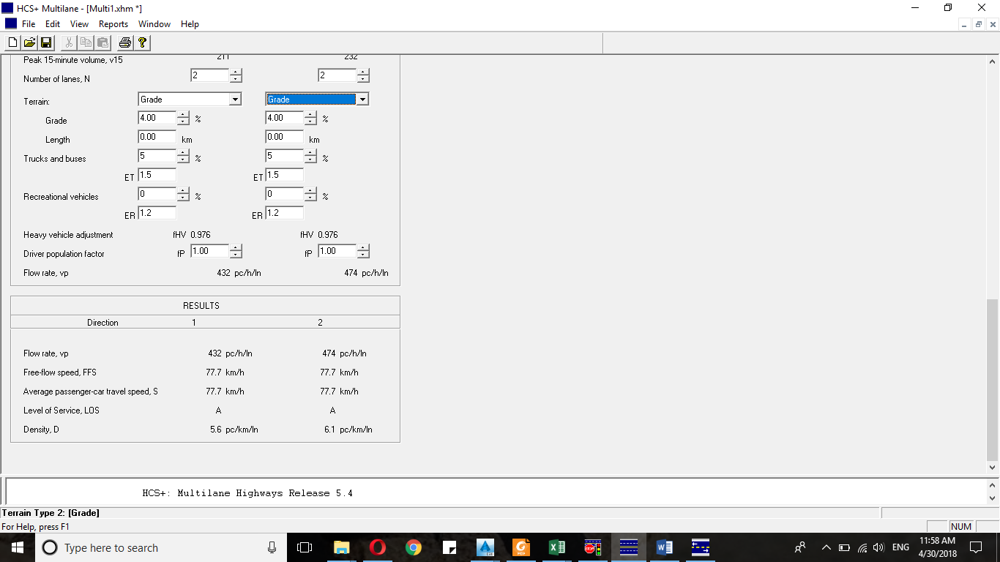 HCS+ Multilane - [Multi1.xhm *]
File Edit View Reports Window Help
Peak 15-minute volume, v15 211 232
Number of lanes, N 2 2
Terrain: Grade Grade
Grade 4.00 % 4.00 %
Length 0.00 km 0.00 km
Trucks and buses 5 % 5 %
ET 1.5 ET 1.5
Recreational vehicles 0 % 0 %
ER 1.2 ER 1.2
Heavy vehicle adjustment fHV 0.976 fHV 0.976
Driver population factor fP 1.00 fP 1.00
Flow rate, vp 432 pc/h/ln 474 pc/h/ln
RESULTS
Direction 1 2
Flow rate, vp 432 pc/h/ln 474 pc/h/ln
Free-flow speed, FFS 77.7 km/h 77.7 km/h
Average passenger-car travel speed, S 77.7 km/h 77.7 km/h
Level of Service, LOS A A
Density, D 5.6 pc/km/ln 6.1 pc/km/ln
HCS+: Multilane Highways Release 5.4
Terrain Type 2: [Grade]
For Help, press F1 NUM
Type here to search ENG 11:58 AM
4/30/2018